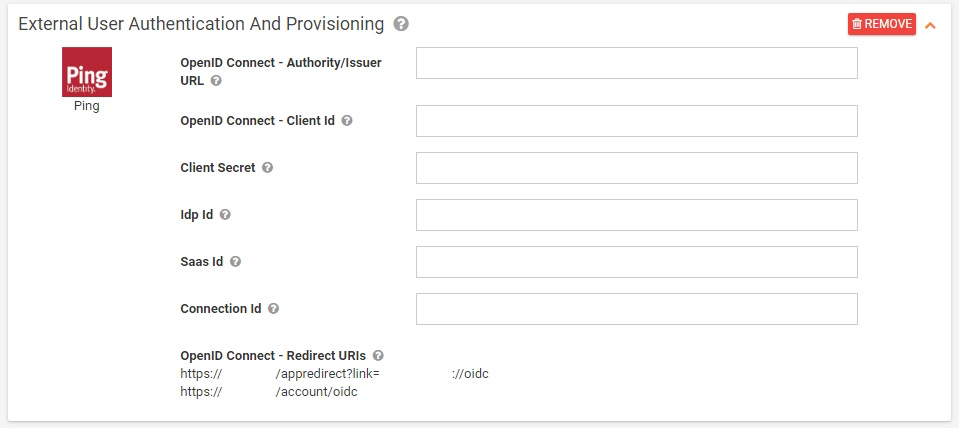 External User Authentication And Provisioning
REMOVE
Ping
Identity.
Ping
OpenID Connect - Authority/Issuer
URL
OpenID Connect - Client Id
Client Secret
Idp Id
Saas Id
Connection Id
OpenID Connect - Redirect URIs
https:// /appredirect?link= ://oidc
https:// /account/oidc